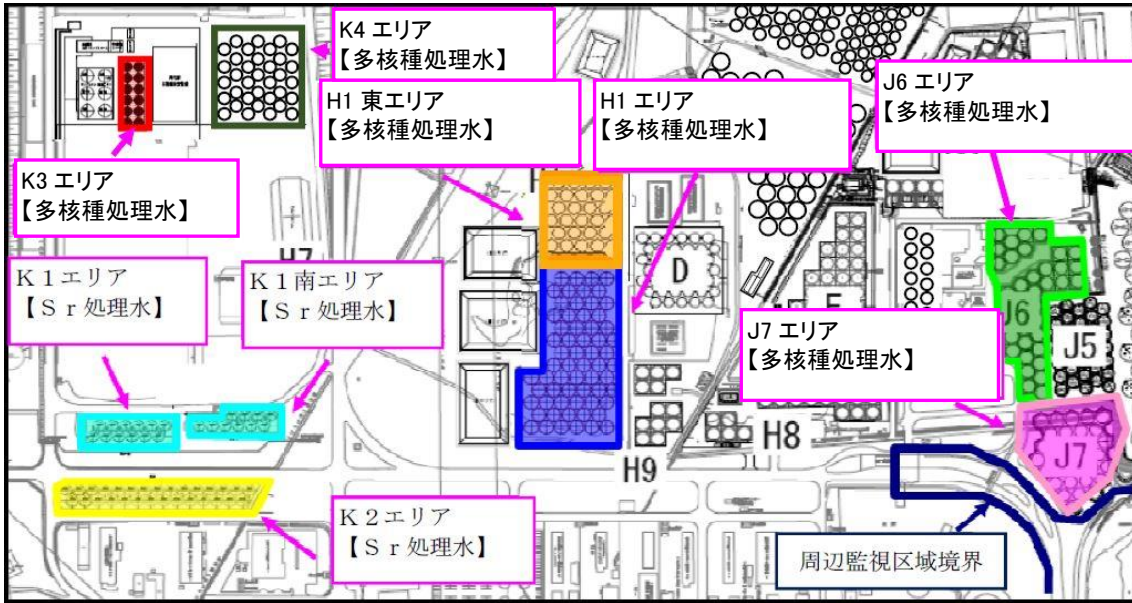 K4 エリア
【多核種処理水】
H1 東エリア
【多核種処理水】
H1 エリア
【多核種処理水】
J6 エリア
【多核種処理水】
K3 エリア
【多核種処理水】
K1エリア
【Ｓｒ処理水】
K1南エリア
【Ｓｒ処理水】
H7
D
J6
J5
J7 エリア
【多核種処理水】
H8
J7
H9
K2エリア
【Ｓｒ処理水】
周辺監視区域境界